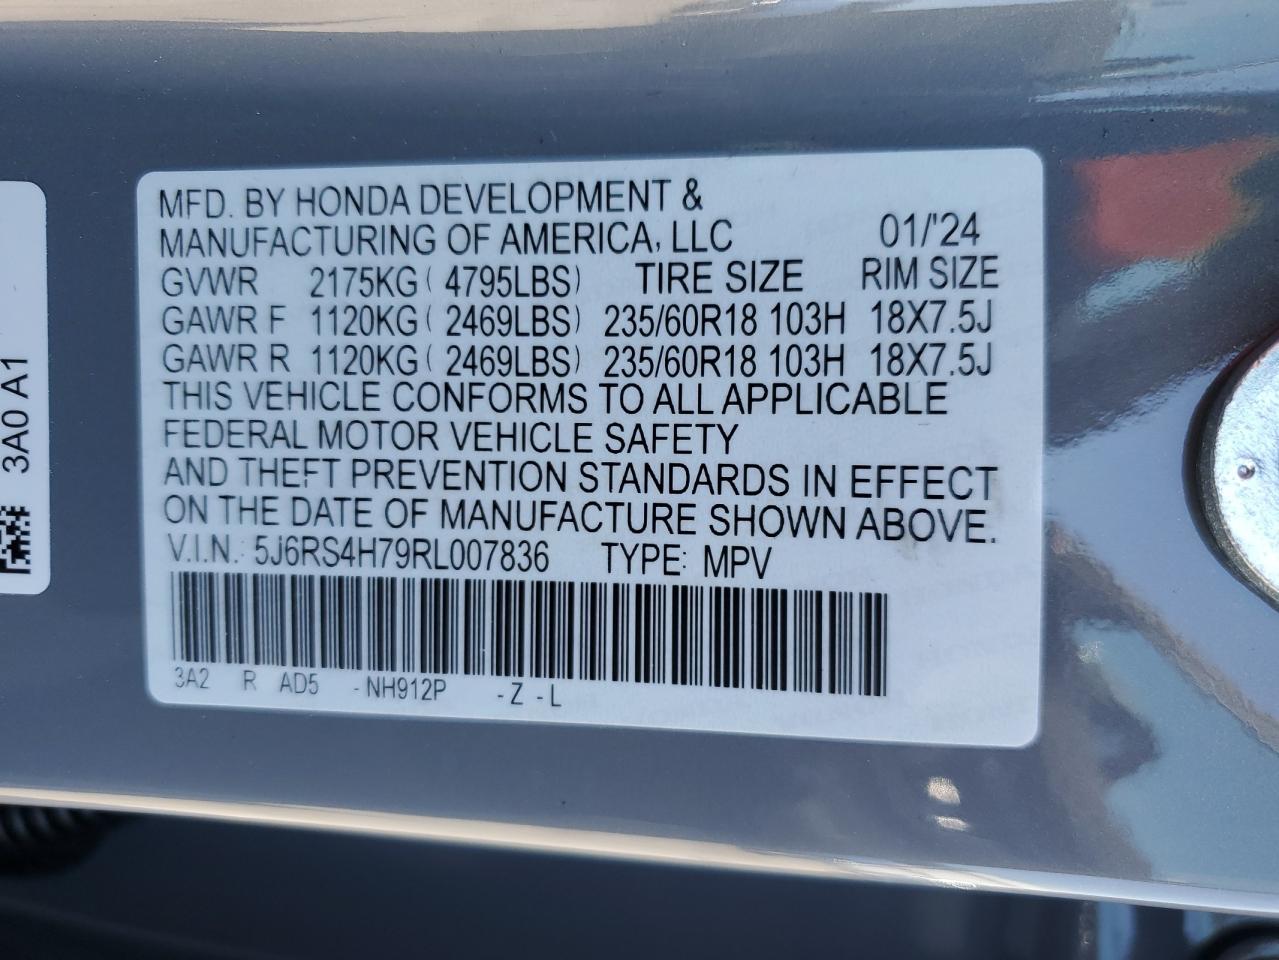 MFD. BY HONDA DEVELOPMENT &
MANUFACTURING OF AMERICA, LLC 01/'24
GVWR 2175KG ( 4795LBS) TIRE SIZE RIM SIZE
GAWR F 1120KG ( 2469LBS) 235/60R18 103H 18X7.5J
GAWR R 1120KG ( 2469LBS) 235/60R18 103H 18X7.5J
THIS VEHICLE CONFORMS TO ALL APPLICABLE
FEDERAL MOTOR VEHICLE SAFETY
AND THEFT PREVENTION STANDARDS IN EFFECT
ON THE DATE OF MANUFACTURE SHOWN ABOVE.
V.I.N.: 5J6RS4H79RL007836 TYPE: MPV
3A2 R AD5 -NH912P -Z -L
3A0 A1